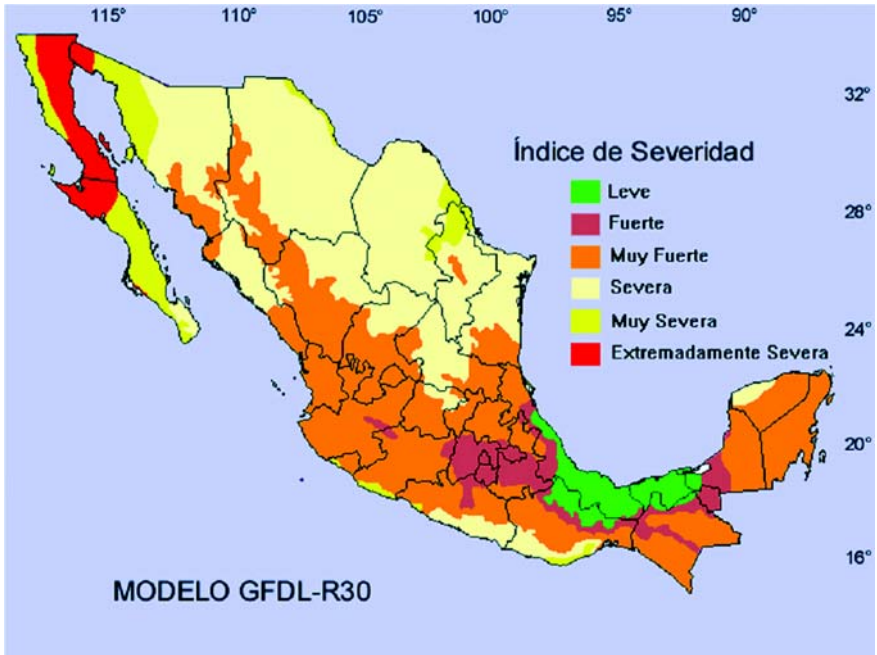 115° 110° 105° 100° 95° 90°
32°
Índice de Severidad
Leve
Fuerte
28°
Muy Fuerte
Severa
Muy Severa
24°
Extremadamente Severa
20°
16°
MODELO GFDL-R30